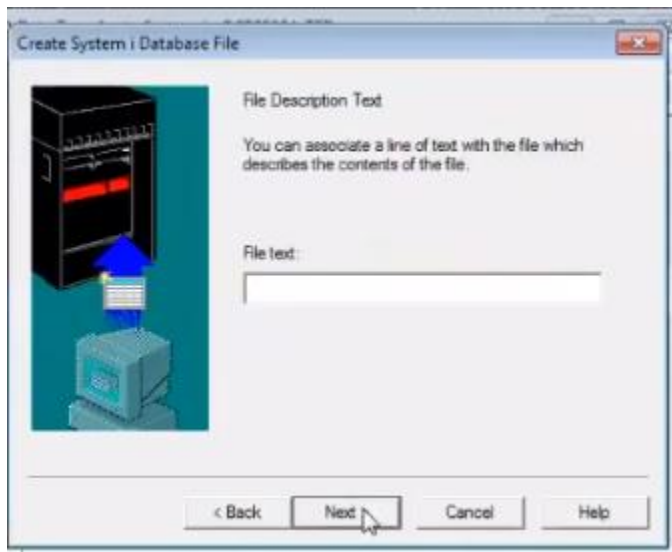 Create System i Database File
File Description Text
You can associate a line of text with the file which
describes the contents of the file.
File text:
< Back
Next
Cancel
Help